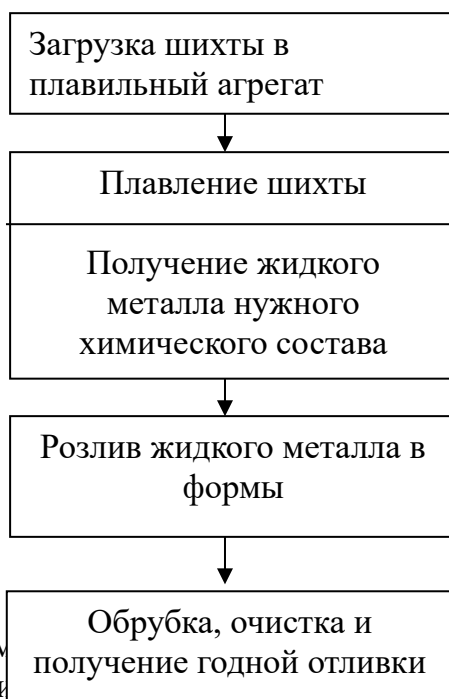 Загрузка шихты в
плавильный агрегат
Плавление шихты
Получение жидкого
металла нужного
химического состава
Розлив жидкого металла в
формы
Обрубка, очистка и
получение годной отливки